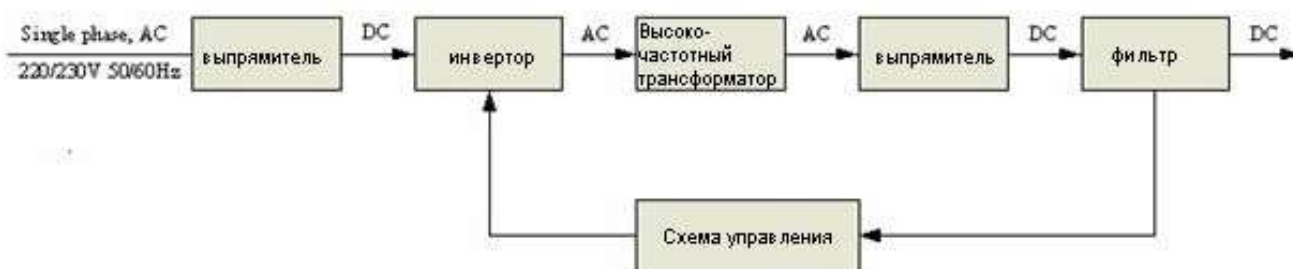 Single phase, AC
220/230V 50/60Hz
выпрямитель
DC
инвертор
AC
Высоко-
частотный
трансформатор
AC
выпрямитель
DC
фильтр
DC
Схема управления